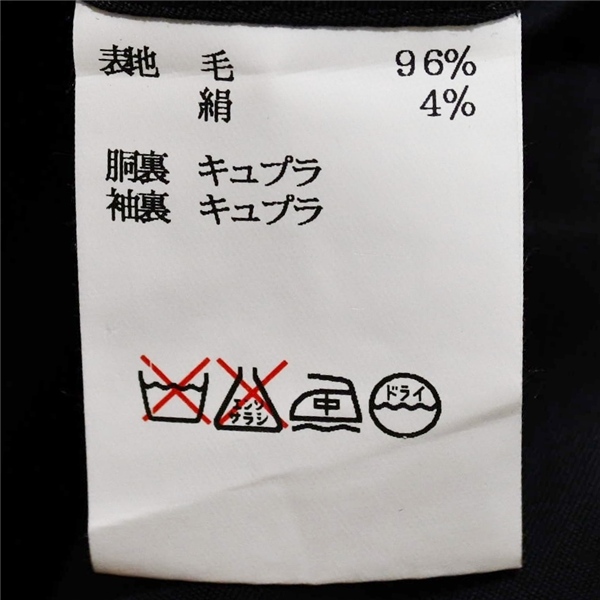 表地 毛 96%
絹 4%
胴裏 キュプラ
袖裏 キュプラ
エンソ
サラシ
中
ドライ